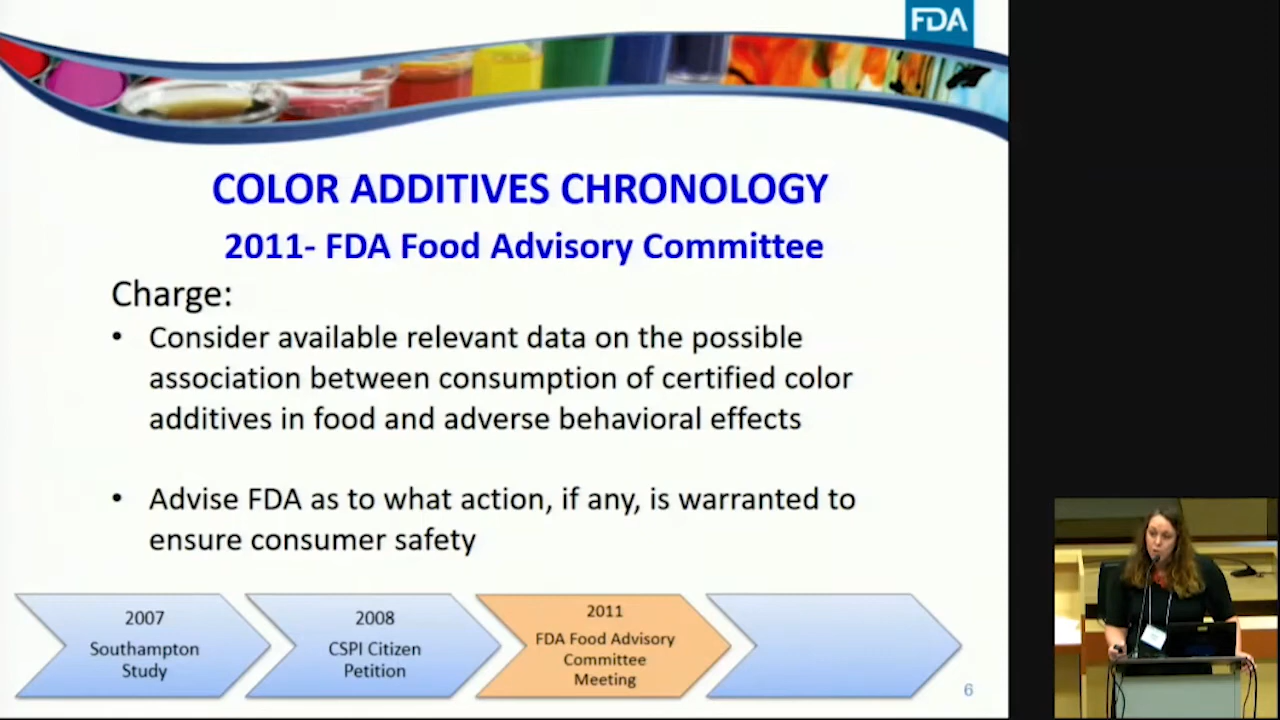 FDA
COLOR ADDITIVES CHRONOLOGY
2011- FDA Food Advisory Committee
Charge:
• Consider available relevant data on the possible
association between consumption of certified color
additives in food and adverse behavioral effects
• Advise FDA as to what action, if any, is warranted to
ensure consumer safety
2007
Southampton
Study
2008
CSPI Citizen
Petition
2011
FDA Food Advisory
Committee
Meeting
6